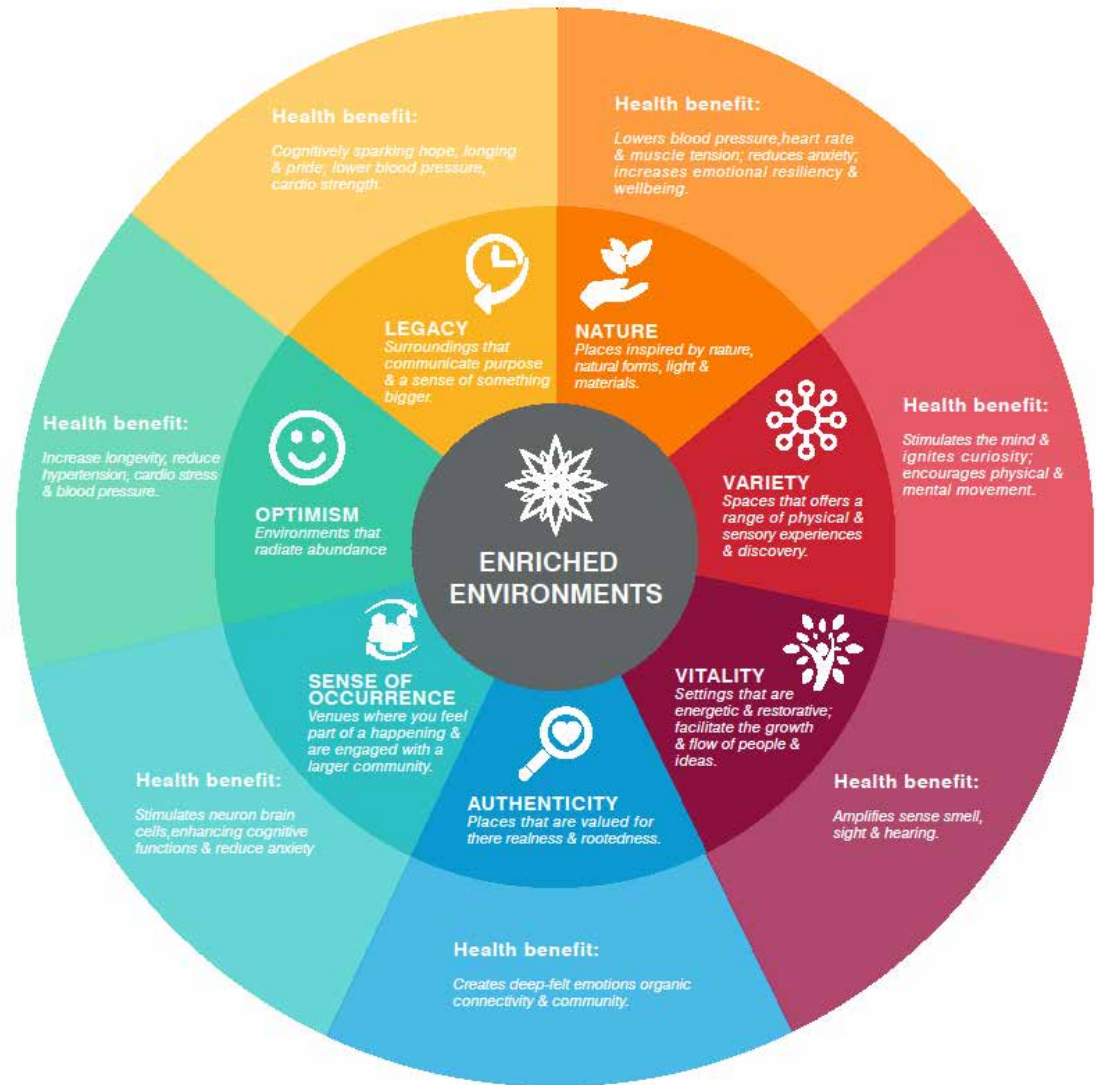 Health benefit:
Cognitively sparking hope, longing
& pride; lower blood pressure,
cardio strength.
Health benefit:
Lowers blood pressure,heart rate
& muscle tension; reduces anxiety;
increases emotional resiliency &
wellbeing.
LEGACY
Surroundings that
communicate purpose
& a sense of something
bigger.
NATURE
Places inspired by nature,
natural forms, light &
materials.
Health benefit:
Increase longevity, reduce
hypertension, cardio stress
& blood pressure.
OPTIMISM
Environments that
radiate abundance
ENRICHED
ENVIRONMENTS
VARIETY
Spaces that offers a
range of physical &
sensory experiences
& discovery.
Health benefit:
Stimulates the mind &
ignites curiosity;
encourages physical &
mental movement.
SENSE OF
OCCURRENCE
Venues where you feel
part of a happening &
are engaged with a
larger community.
VITALITY
Settings that are
energetic & restorative;
facilitate the growth
& flow of people &
ideas.
Health benefit:
Stimulates neuron brain
cells,enhancing cognitive
functions & reduce anxiety
AUTHENTICITY
Places that are valued for
there realness & rootedness.
Health benefit:
Amplifies sense smell,
sight & hearing.
Health benefit:
Creates deep-felt emotions organic
connectivity & community.